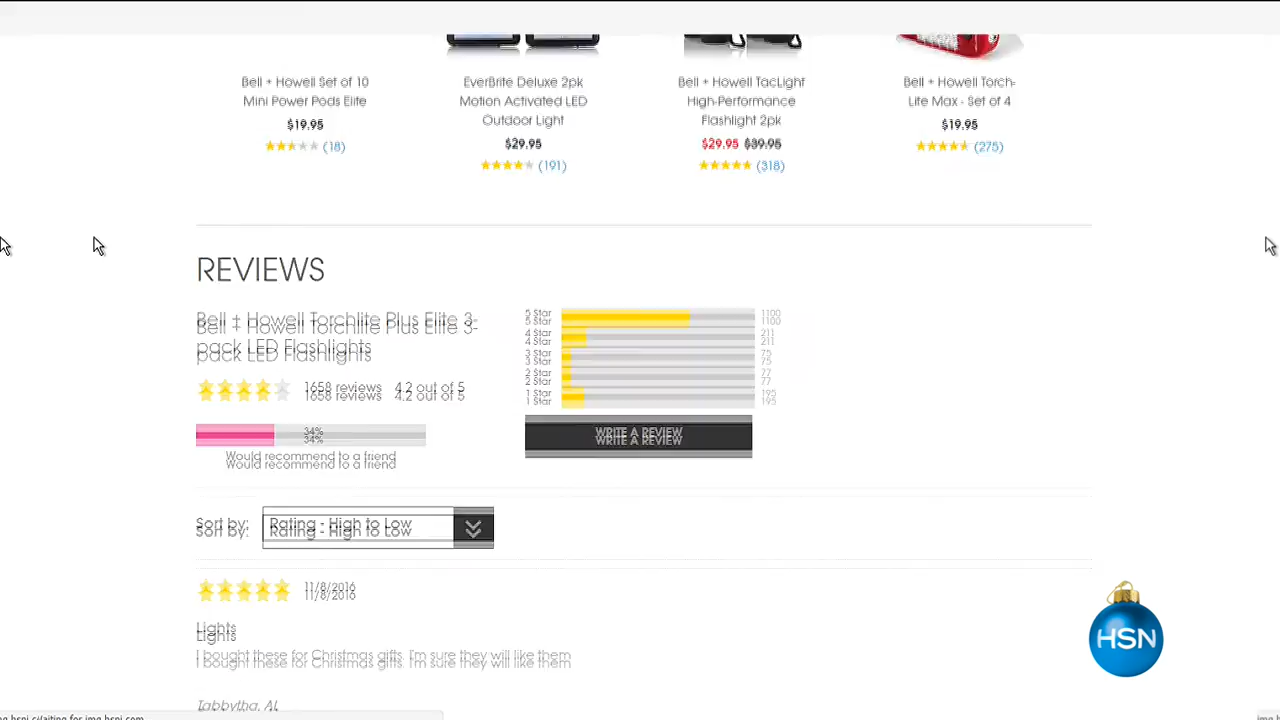 Bell + Howell Set of 10
Mini Power Pods Elite
$19.95
(18)
EverBrite Deluxe 2pk
Motion Activated LED
Outdoor Light
$29.95
(191)
Bell + Howell TacLight
High-Performance
Flashlight 2pk
$29.95 $39.95
(318)
Bell + Howell Torch-
Lite Max - Set of 4
$19.95
(275)
REVIEWS
Bell + Howell Torchlite Plus Elite 3-
pack LED Flashlights
1658 reviews 4.2 out of 5
34%
Would recommend to a friend
5 Star 1100
4 Star 211
3 Star 75
2 Star 77
1 Star 195
WRITE A REVIEW
Sort by: Rating - High to Low
11/8/2016
Lights
I bought these for Christmas gifts. I'm sure they will like them
Tabbytha, AL
HSN